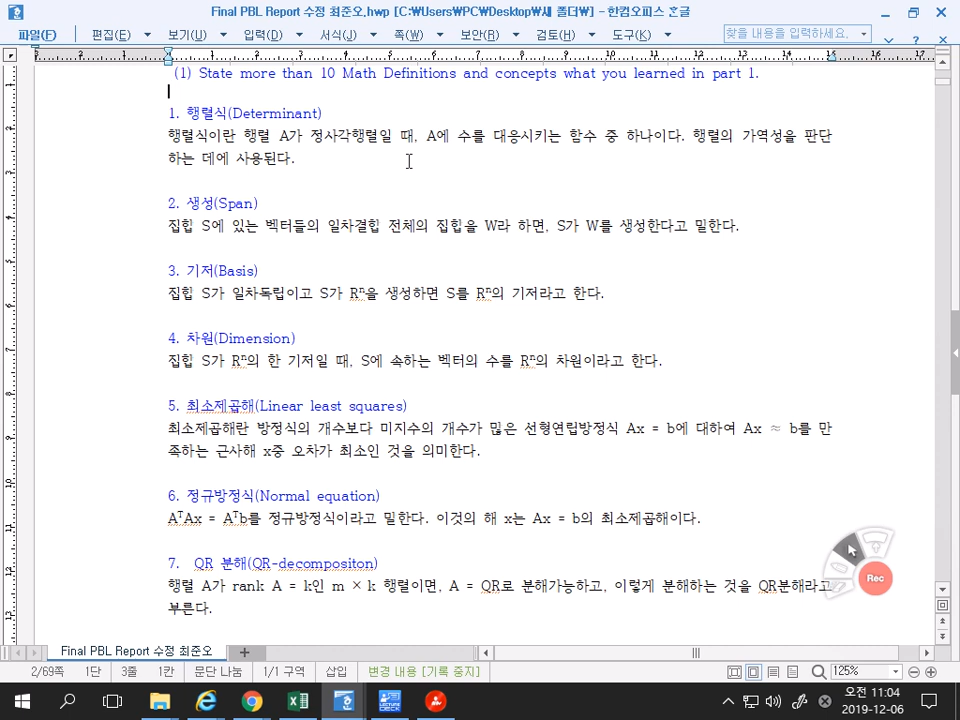 Final PBL Report 수정 최준오.hwp [C:\Users\PC\Desktop\새 폴더\] - 한컴오피스 한글
파일(F) 편집(E) 보기(U) 입력(D) 서식(J) 쪽(W) 보안(R) 검토(H) 도구(K) 찾을 내용을 입력하세요.
(1) State more than 10 Math Definitions and concepts what you learned in part 1.
1. 행렬식(Determinant)
행렬식이란 행렬 A가 정사각행렬일 때, A에 수를 대응시키는 함수 중 하나이다. 행렬의 가역성을 판단
하는 데에 사용된다.
2. 생성(Span)
집합 S에 있는 벡터들의 일차결합 전체의 집합을 W라 하면, S가 W를 생성한다고 말한다.
3. 기저(Basis)
집합 S가 일차독립이고 S가 Rⁿ을 생성하면 S를 Rⁿ의 기저라고 한다.
4. 차원(Dimension)
집합 S가 Rⁿ의 한 기저일 때, S에 속하는 벡터의 수를 Rⁿ의 차원이라고 한다.
5. 최소제곱해(Linear least squares)
최소제곱해란 방정식의 개수보다 미지수의 개수가 많은 선형연립방정식 Ax = b에 대하여 Ax ≈ b를 만
족하는 근사해 x중 오차가 최소인 것을 의미한다.
6. 정규방정식(Normal equation)
AᵀAx = Aᵀb를 정규방정식이라고 말한다. 이것의 해 x는 Ax = b의 최소제곱해이다.
7. QR 분해(QR-decompositon)
행렬 A가 rank A = k인 m × k 행렬이면, A = QR로 분해가능하고, 이렇게 분해하는 것을 QR분해라고
부른다.
Rec
Final PBL Report 수정 최준오
2/69쪽 1단 3줄 1칸 문단 나눔 1/1 구역 삽입 변경 내용 [기록 중지] 125%
오전 11:04
2019-12-06